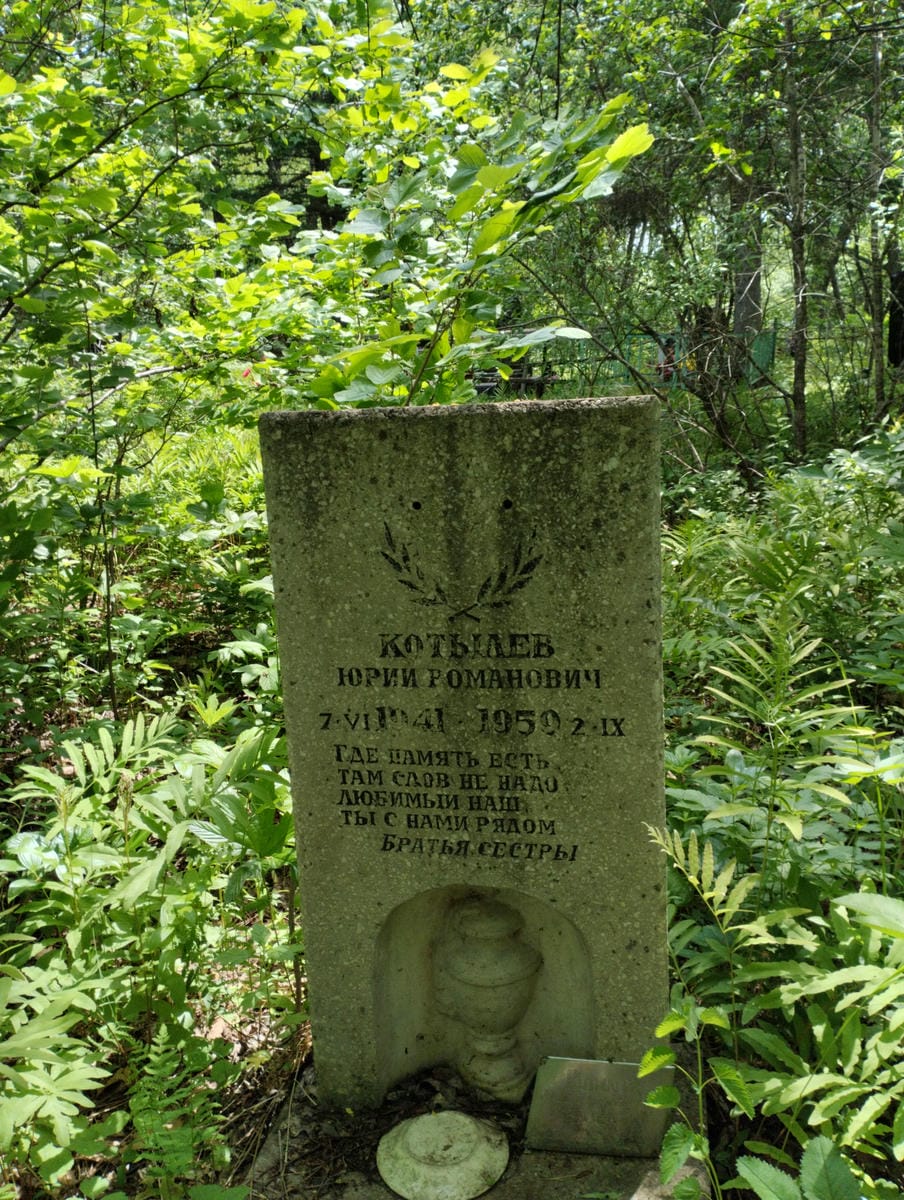 КОТЫЛЕВ
ЮРИЙ РОМАНОВИЧ
7·VI 1941 · 1959 2·IX
ГДЕ ПАМЯТЬ ЕСТЬ
ТАМ СЛОВ НЕ НАДО
ЛЮБИМЫЙ НАШ
ТЫ С НАМИ РЯДОМ
БРАТЬЯ, СЕСТРЫ